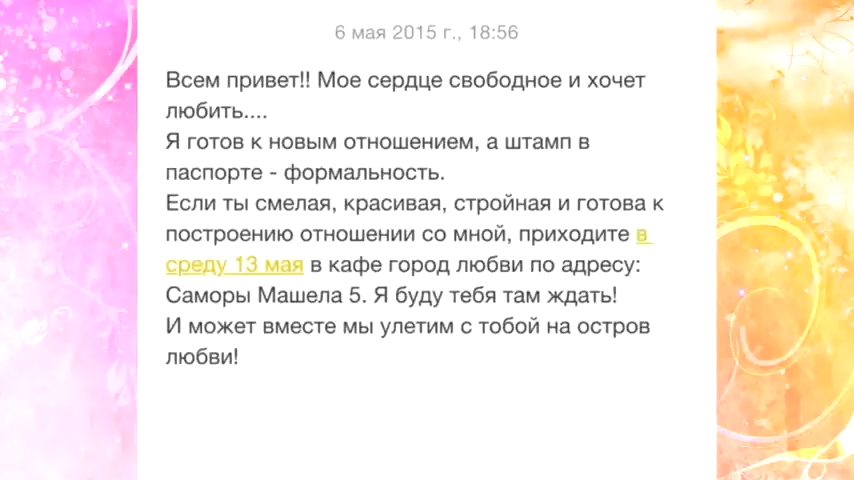 6 мая 2015 г., 18:56
Всем привет!! Мое сердце свободное и хочет
любить....
Я готов к новым отношением, а штамп в
паспорте - формальность.
Если ты смелая, красивая, стройная и готова к
построению отношении со мной, приходите в
среду 13 мая в кафе город любви по адресу:
Саморы Машела 5. Я буду тебя там ждать!
И может вместе мы улетим с тобой на остров
любви!